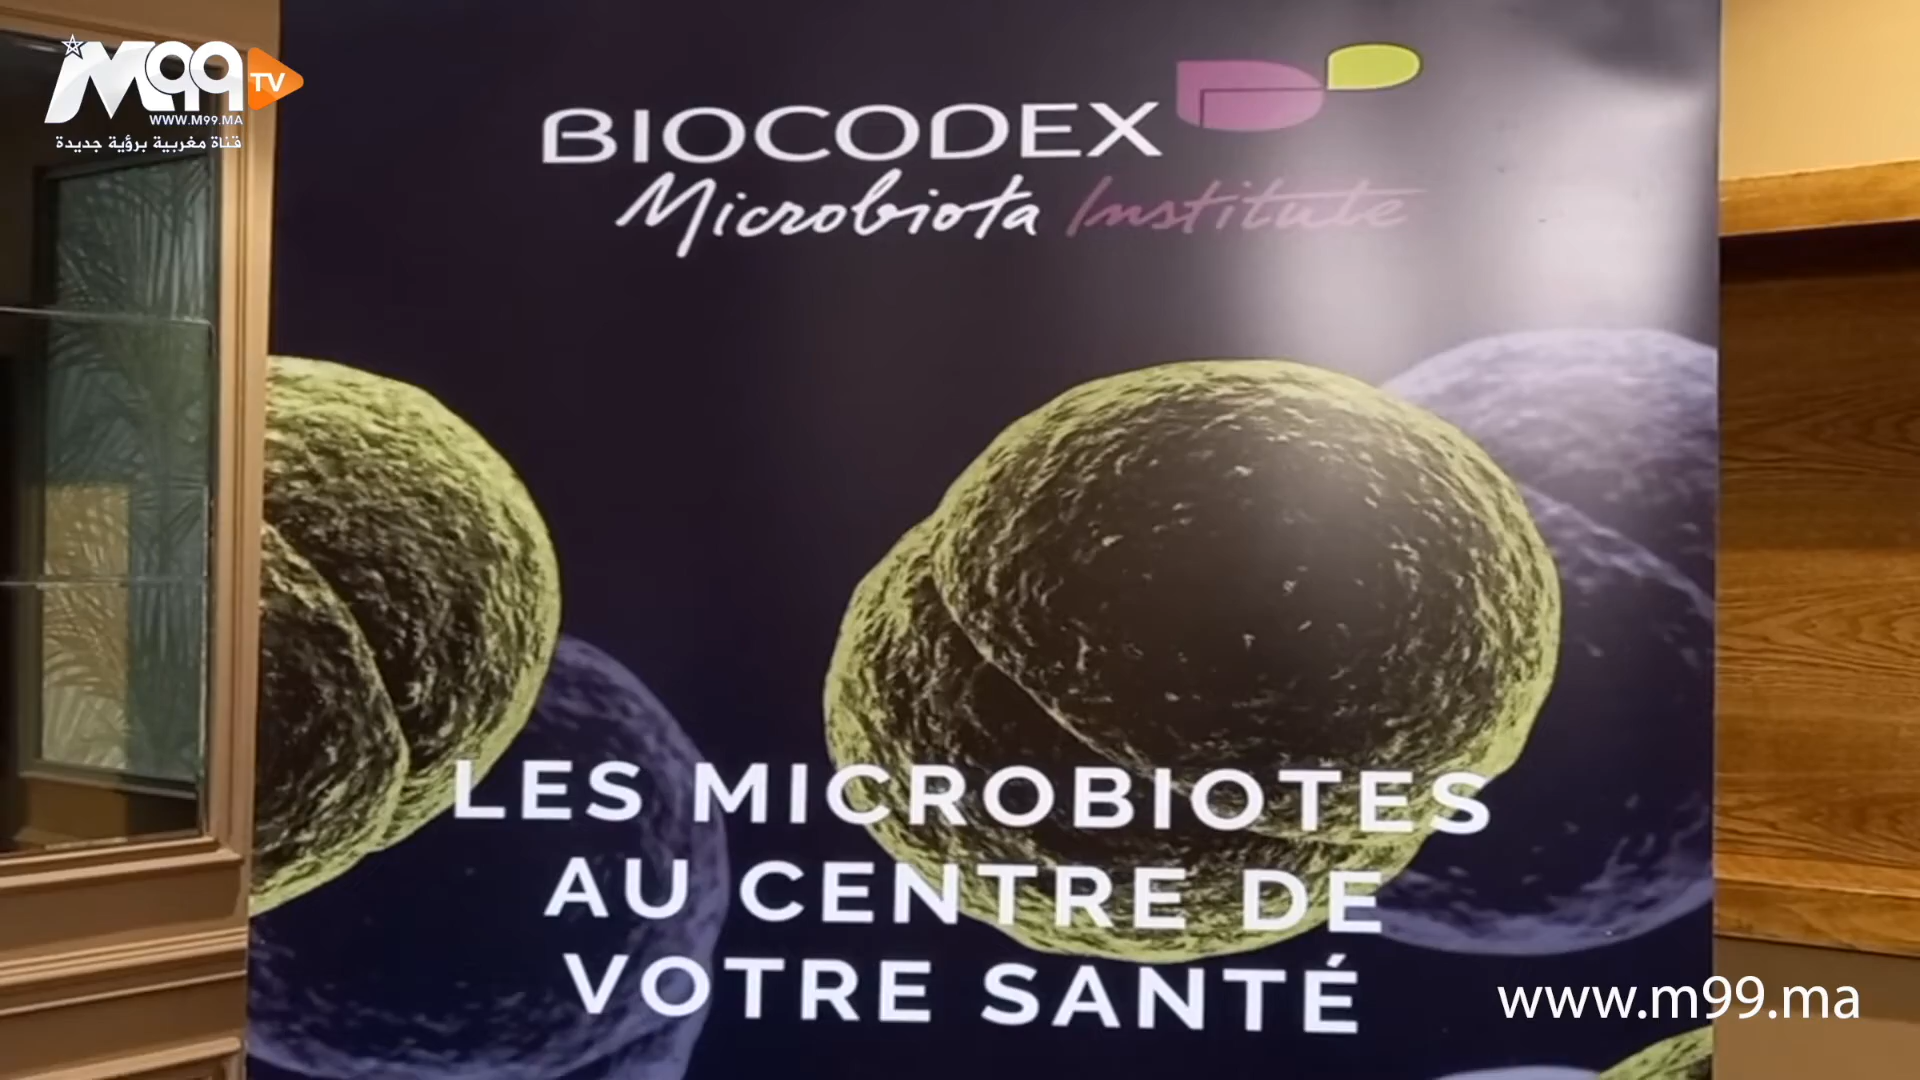 M99 TV
WWW.M99.MA
قناة مغربية برؤية جديدة
BIOCODEX
Microbiota Institute
LES MICROBIOTES
AU CENTRE DE
VOTRE SANTÉ
www.m99.ma